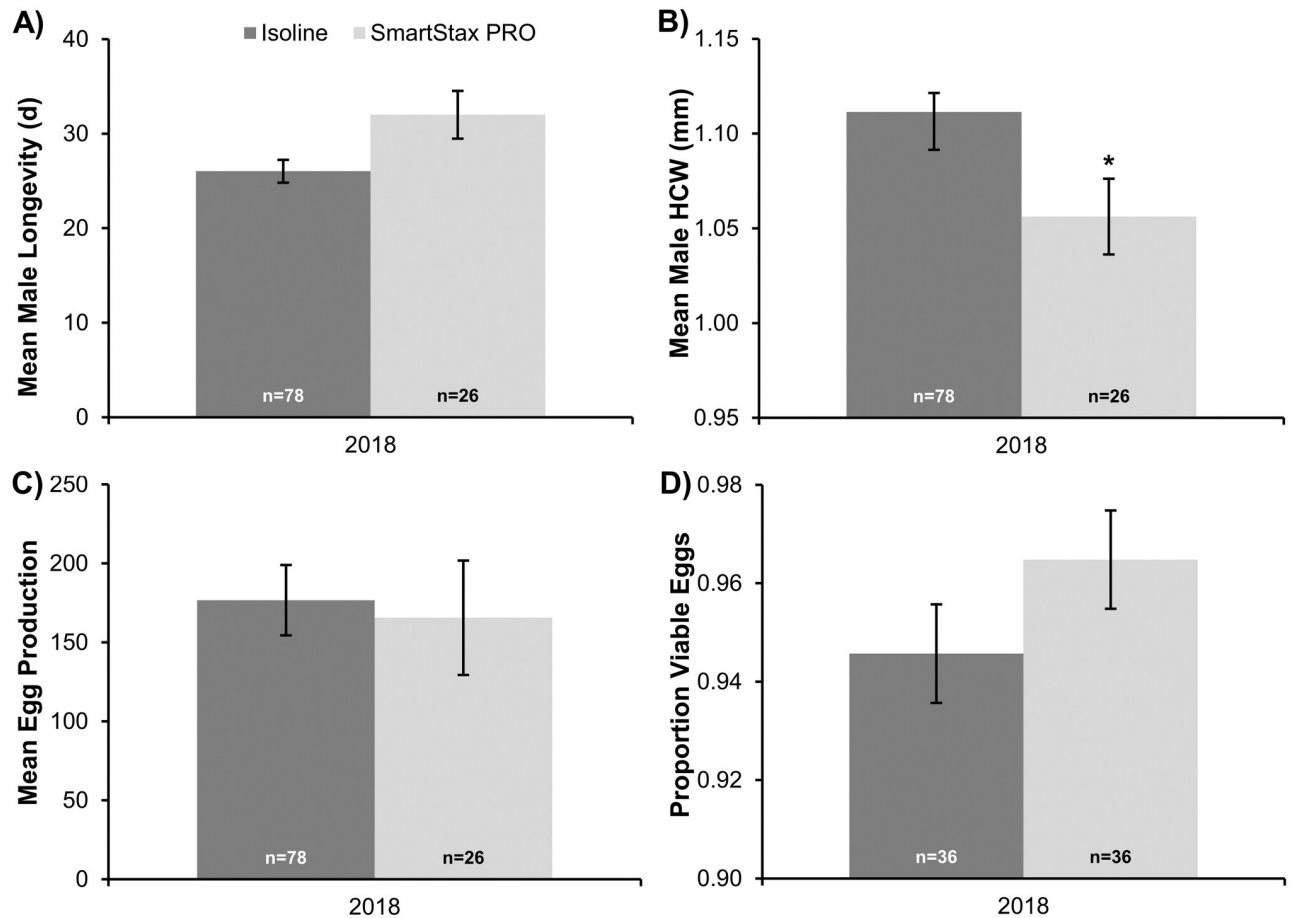 A)
Isoline
SmartStax PRO
Mean Male Longevity (d)
40
30
20
10
0
n=78
n=26
2018
B)
Mean Male HCW (mm)
1.15
1.10
1.05
1.00
0.95
*
n=78
n=26
2018
C)
Mean Egg Production
250
200
150
100
50
0
n=78
n=26
2018
D)
Proportion Viable Eggs
0.98
0.96
0.94
0.92
0.90
n=36
n=36
2018